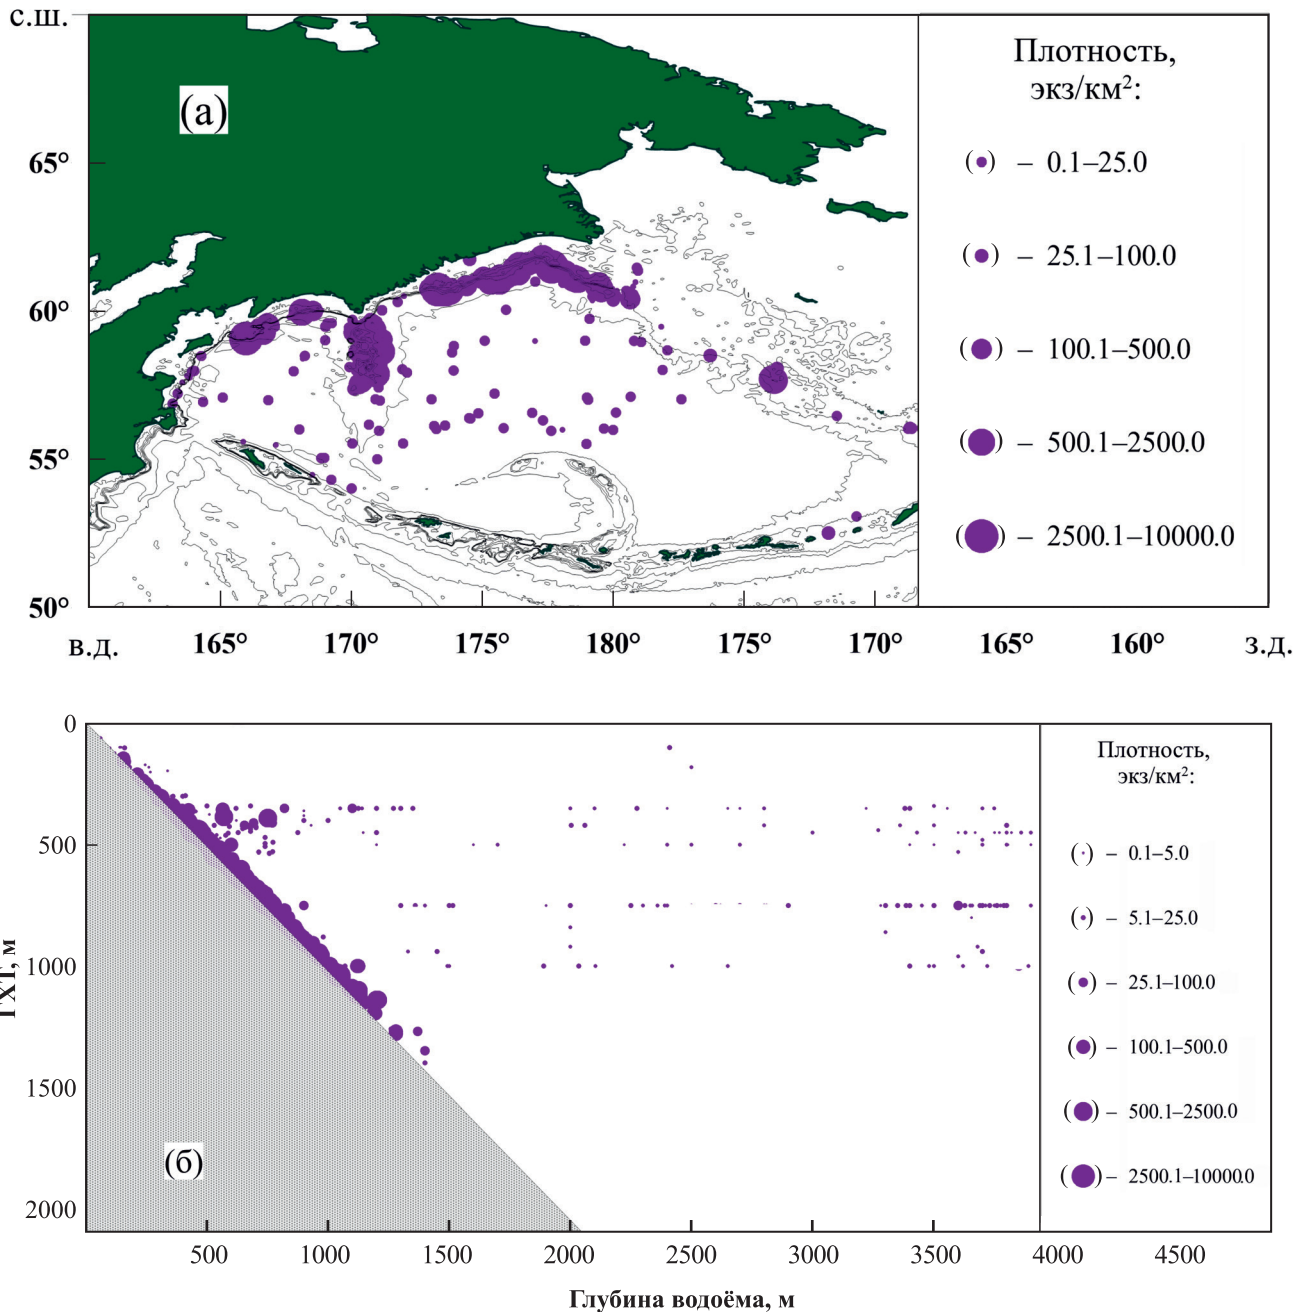 с.ш.
(а)
65°
60°
55°
50°
в.д.
165°
170°
175°
180°
175°
170°
165°
160°
з.д.
Плотность,
экз/км²:
(●) – 0.1–25.0
(●) – 25.1–100.0
(●) – 100.1–500.0
(●) – 500.1–2500.0
(●) – 2500.1–10000.0
0
500
1000
1500
2000
ГХТ, м
(б)
500
1000
1500
2000
2500
3000
3500
4000
4500
Глубина водоёма, м
Плотность,
экз/км²:
(●) – 0.1–5.0
(●) – 5.1–25.0
(●) – 25.1–100.0
(●) – 100.1–500.0
(●) – 500.1–2500.0
(●) – 2500.1–10000.0